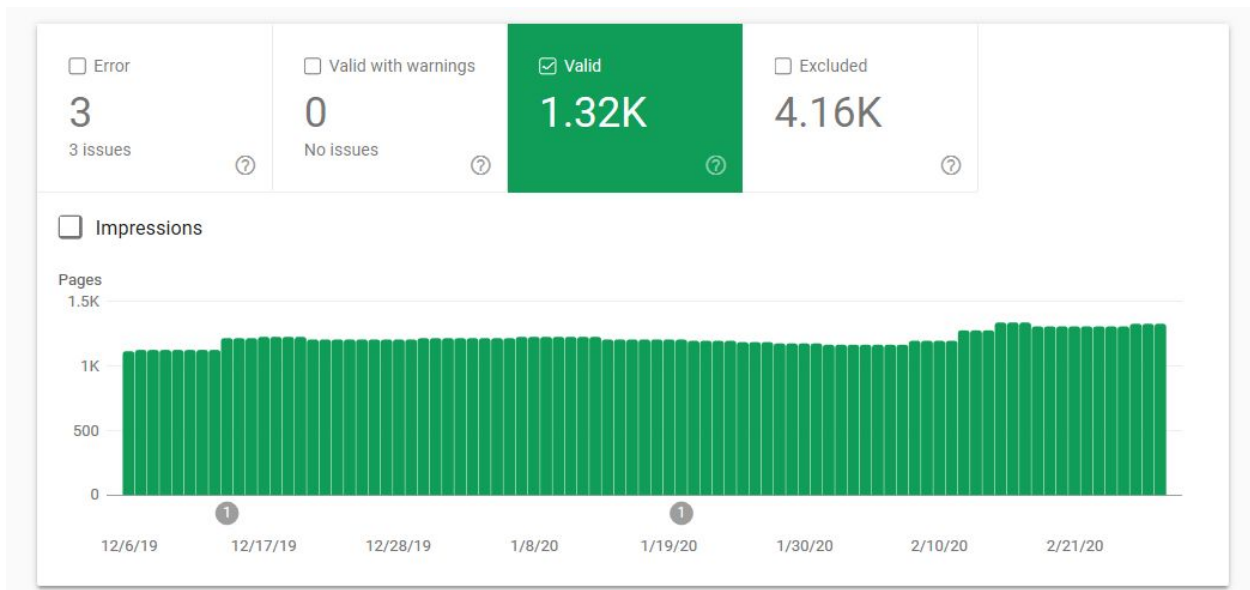 Error
Valid with warnings
Valid
Excluded
3
0
1.32K
4.16K
3 issues
No issues
Impressions
Pages
1.5K
1K
500
0
1
1
12/6/19
12/17/19
12/28/19
1/8/20
1/19/20
1/30/20
2/10/20
2/21/20